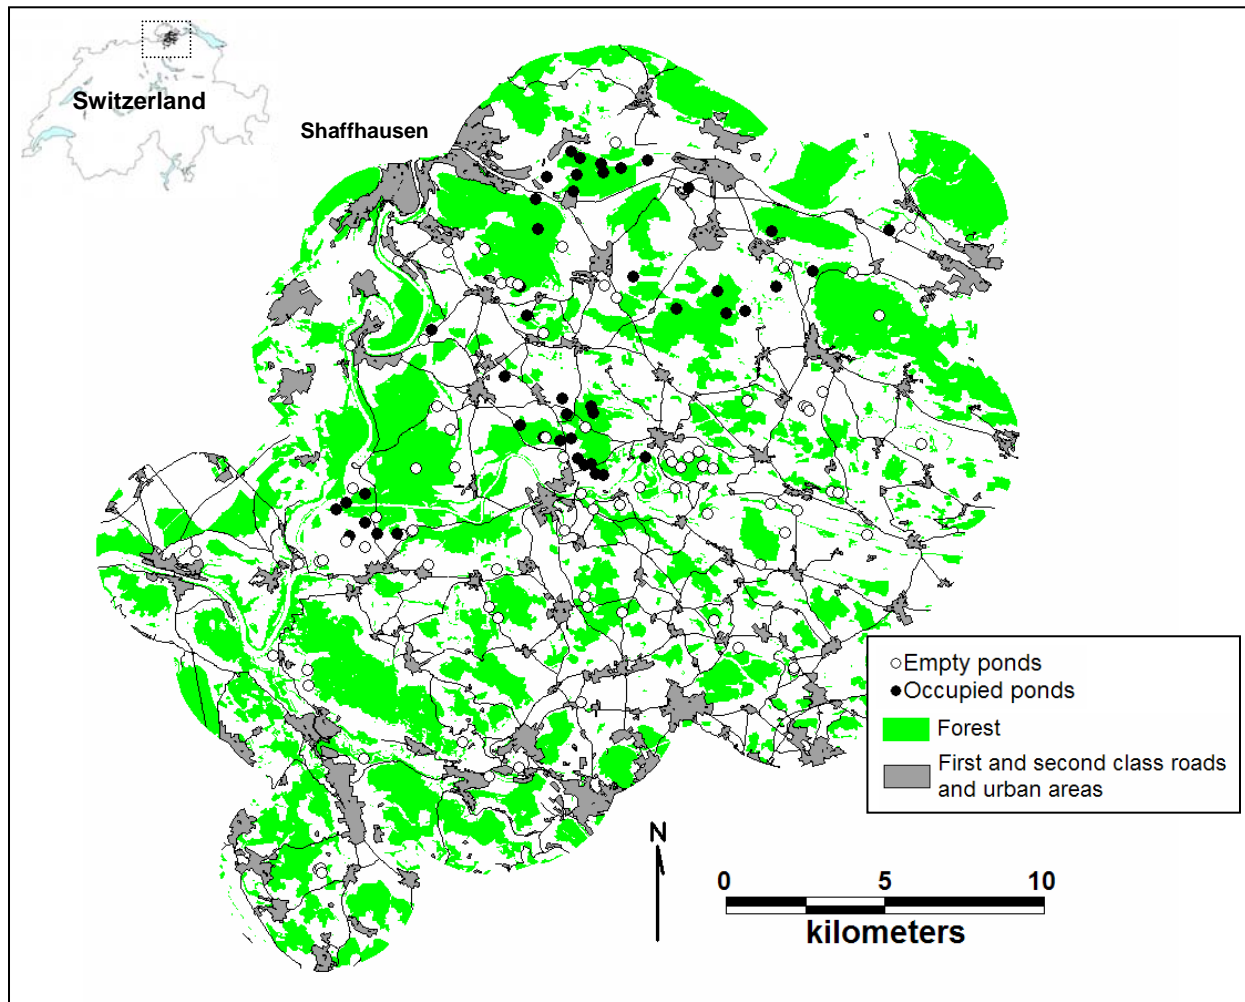 Switzerland
Shaffhausen
Empty ponds
Occupied ponds
Forest
First and second class roads
and urban areas
N
0 5 10
kilometers